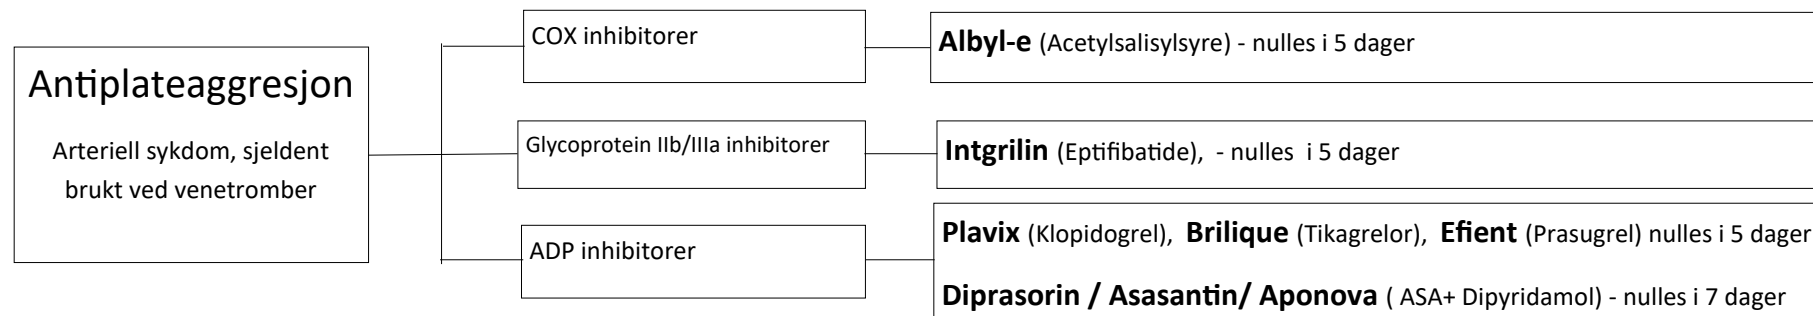 Antiplateaggresjon
Arteriell sykdom, sjeldent
brukt ved venetromber
COX inhibitorer
Albyl-e (Acetylsalisylsyre) - nulles i 5 dager
Glycoprotein IIb/IIIa inhibitorer
Intgrilin (Eptifibatide), - nulles i 5 dager
ADP inhibitorer
Plavix (Klopidogrel), Brilique (Tikagrelor), Efient (Prasugrel) nulles i 5 dager
Diprasorin / Asasantin/ Aponova ( ASA+ Dipyridamol) - nulles i 7 dager